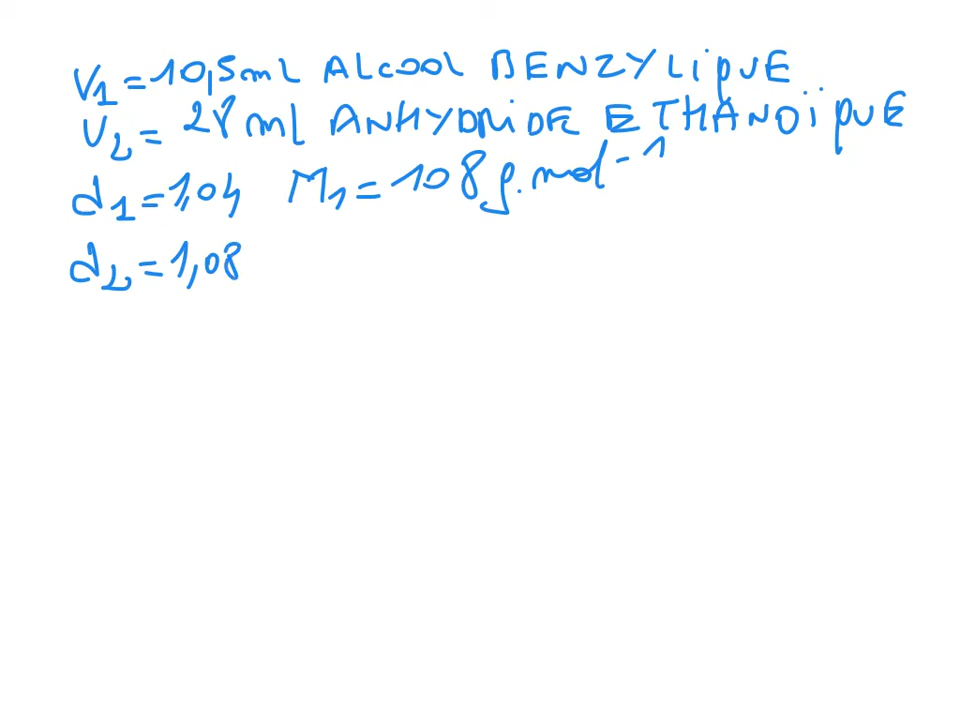 V1 = 10,5 mL ALCOOL BENZYLIQUE
V2 = 28 ml ANHYDRIDE ETHANOÏQUE
d1 = 1,04 M1 = 108 g.mol-1
d2 = 1,08